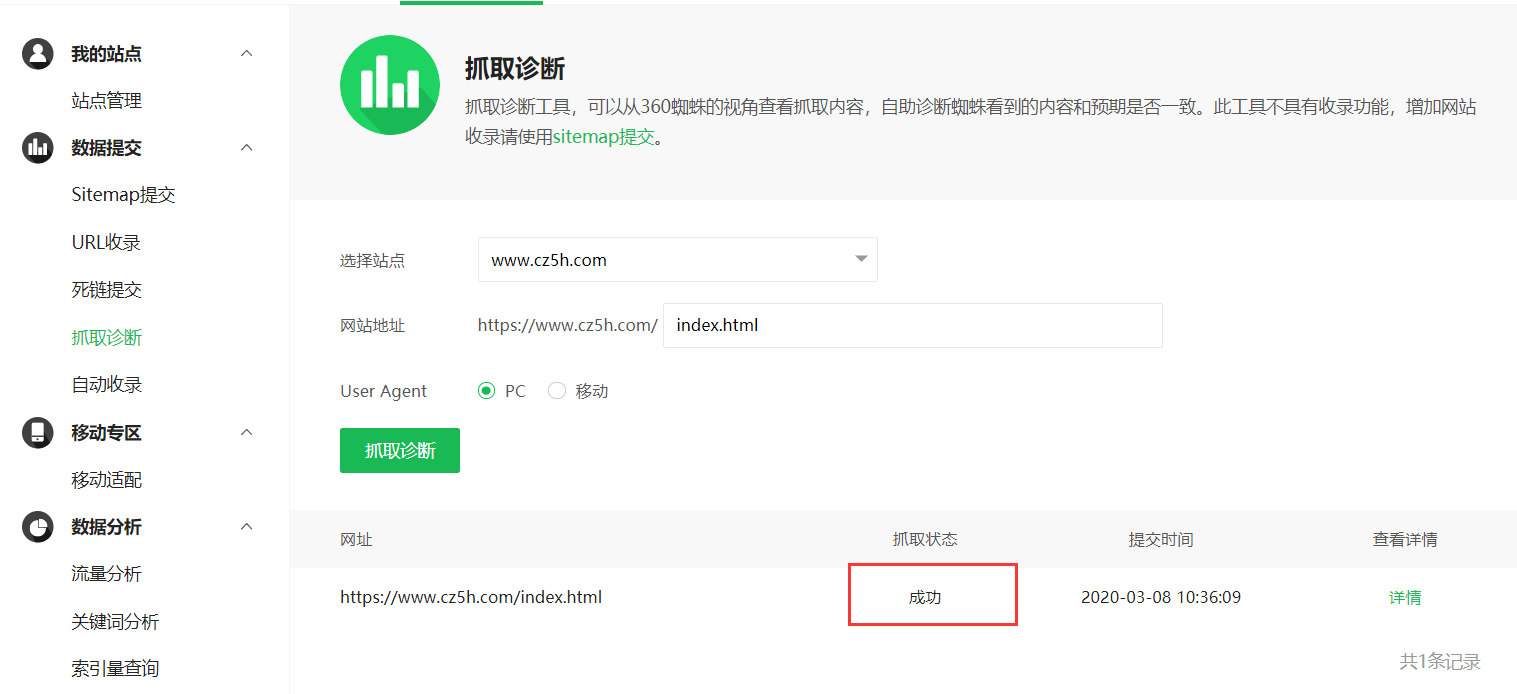 我的站点
站点管理
数据提交
Sitemap提交
URL收录
死链提交
抓取诊断
自动收录
移动专区
移动适配
数据分析
流量分析
关键词分析
索引量查询
抓取诊断
抓取诊断工具，可以从360蜘蛛的视角查看抓取内容，自助诊断蜘蛛看到的内容和预期是否一致。此工具不具有收录功能，增加网站
收录请使用sitemap提交。
选择站点 www.cz5h.com
网站地址 https://www.cz5h.com/ index.html
User Agent PC 移动
抓取诊断
网址 抓取状态 提交时间 查看详情
https://www.cz5h.com/index.html 成功 2020-03-08 10:36:09 详情
共1条记录